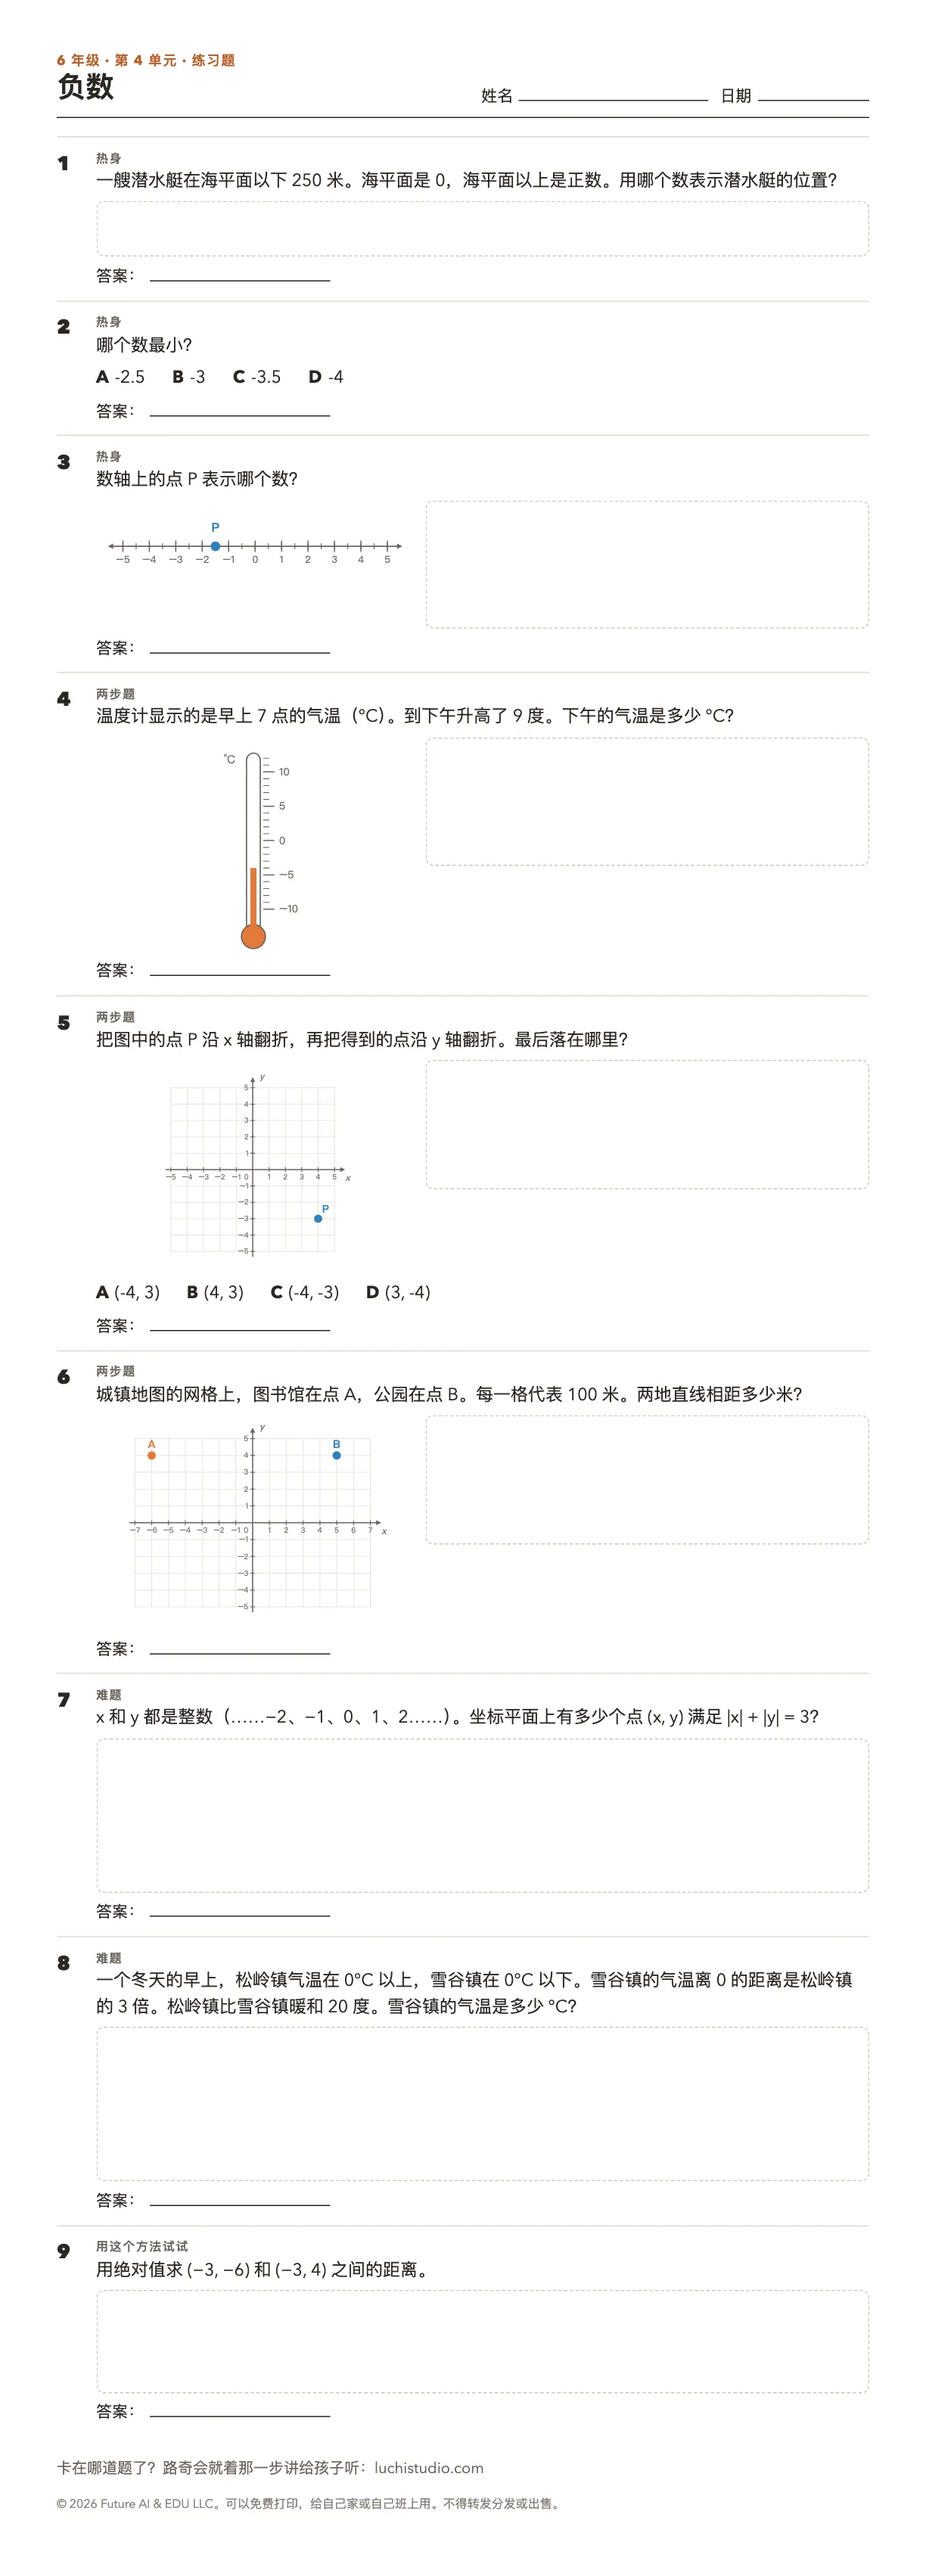 6 年级 · 第 4 单元 · 练习题
负数
姓名 日期
1 热身
一艘潜水艇在海平面以下 250 米。海平面是 0，海平面以上是正数。用哪个数表示潜水艇的位置？
答案：
2 热身
哪个数最小？
A -2.5 B -3 C -3.5 D -4
答案：
3 热身
数轴上的点 P 表示哪个数？
P
−5 −4 −3 −2 −1 0 1 2 3 4 5
答案：
4 两步题
温度计显示的是早上 7 点的气温（°C）。到下午升高了 9 度。下午的气温是多少 °C？
°C
10
5
0
−5
−10
答案：
5 两步题
把图中的点 P 沿 x 轴翻折，再把得到的点沿 y 轴翻折。最后落在哪里？
y
5
4
3
2
1
−5 −4 −3 −2 −1 0 1 2 3 4 5 x
−1
−2
P
−3
−4
−5
A (-4, 3) B (4, 3) C (-4, -3) D (3, -4)
答案：
6 两步题
城镇地图的网格上，图书馆在点 A，公园在点 B。每一格代表 100 米。两地直线相距多少米？
y
5
A B
4
3
2
1
−7 −6 −5 −4 −3 −2 −1 0 1 2 3 4 5 6 7 x
−1
−2
−3
−4
−5
答案：
7 难题
x 和 y 都是整数（……−2、−1、0、1、2……）。坐标平面上有多少个点 (x, y) 满足 |x| + |y| = 3？
答案：
8 难题
一个冬天的早上，松岭镇气温在 0°C 以上，雪谷镇在 0°C 以下。雪谷镇的气温离 0 的距离是松岭镇
的 3 倍。松岭镇比雪谷镇暖和 20 度。雪谷镇的气温是多少 °C？
答案：
9 用这个方法试试
用绝对值求 (−3, −6) 和 (−3, 4) 之间的距离。
答案：
卡在哪道题了？路奇会就着那一步讲给孩子听：luchistudio.com
© 2026 Future AI & EDU LLC。可以免费打印，给自己家或自己班上用。不得转发分发或出售。